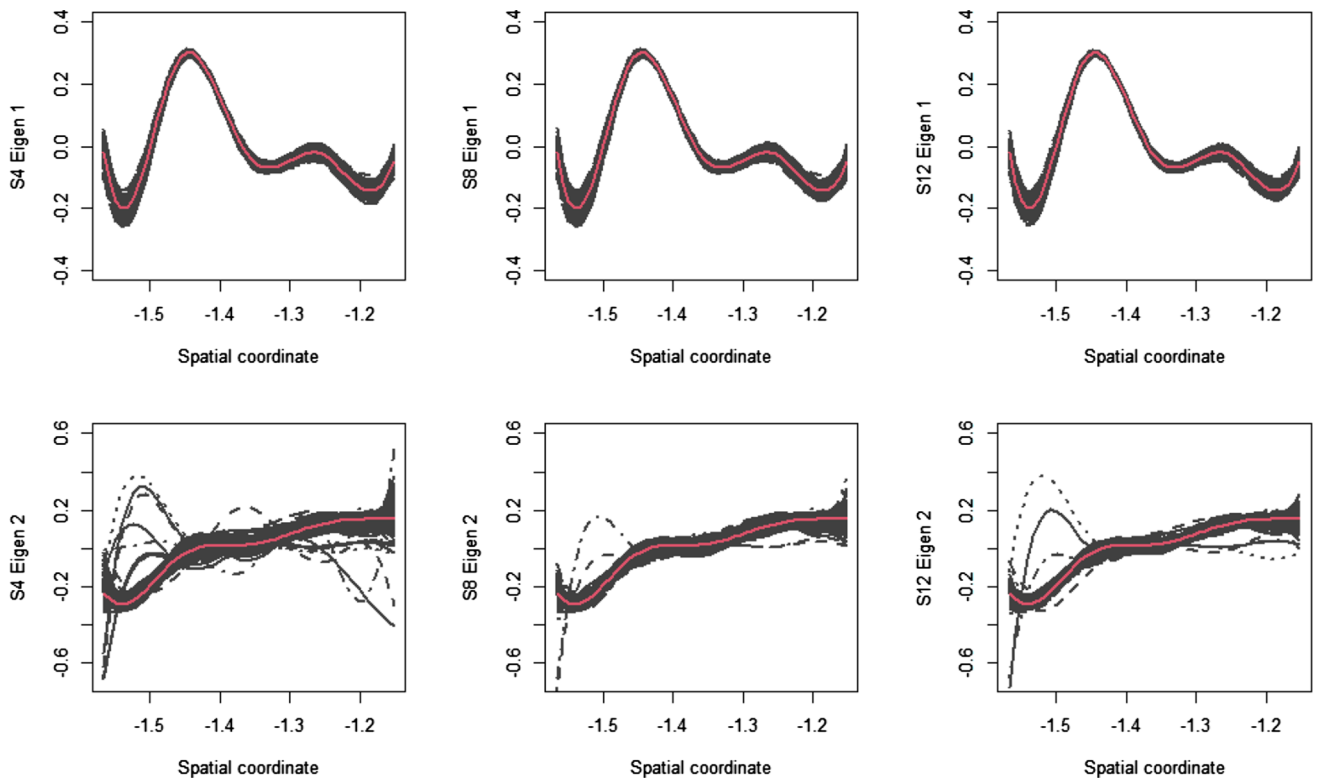 S4 Eigen 1
0.4
0.2
0.0
-0.2
-0.4
-1.5 -1.4 -1.3 -1.2
Spatial coordinate
S8 Eigen 1
0.4
0.2
0.0
-0.2
-0.4
-1.5 -1.4 -1.3 -1.2
Spatial coordinate
S12 Eigen 1
0.4
0.2
0.0
-0.2
-0.4
-1.5 -1.4 -1.3 -1.2
Spatial coordinate
S4 Eigen 2
0.6
0.2
-0.2
-0.6
-1.5 -1.4 -1.3 -1.2
Spatial coordinate
S8 Eigen 2
0.6
0.2
-0.2
-0.6
-1.5 -1.4 -1.3 -1.2
Spatial coordinate
S12 Eigen 2
0.6
0.2
-0.2
-0.6
-1.5 -1.4 -1.3 -1.2
Spatial coordinate